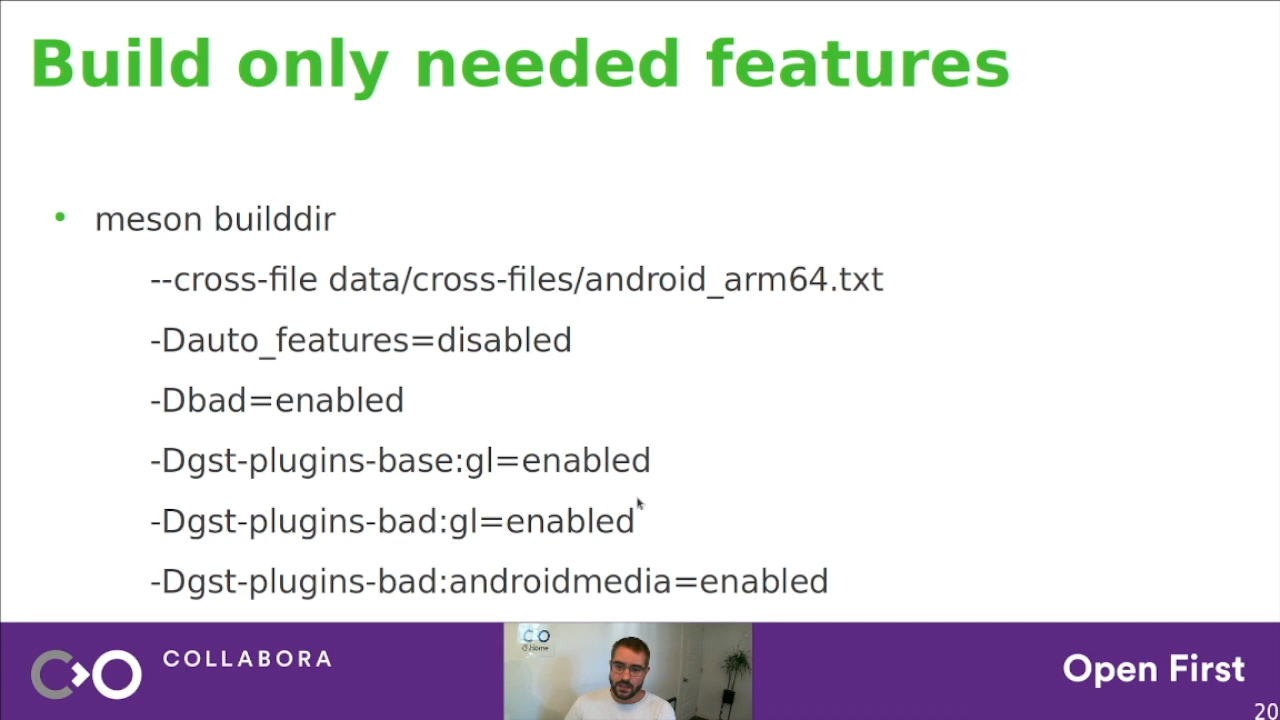 Build only needed features
• meson builddir
--cross-file data/cross-files/android_arm64.txt
-Dauto_features=disabled
-Dbad=enabled
-Dgst-plugins-base:gl=enabled
-Dgst-plugins-bad:gl=enabled
-Dgst-plugins-bad:androidmedia=enabled
COLLABORA
@Home
Open First
20